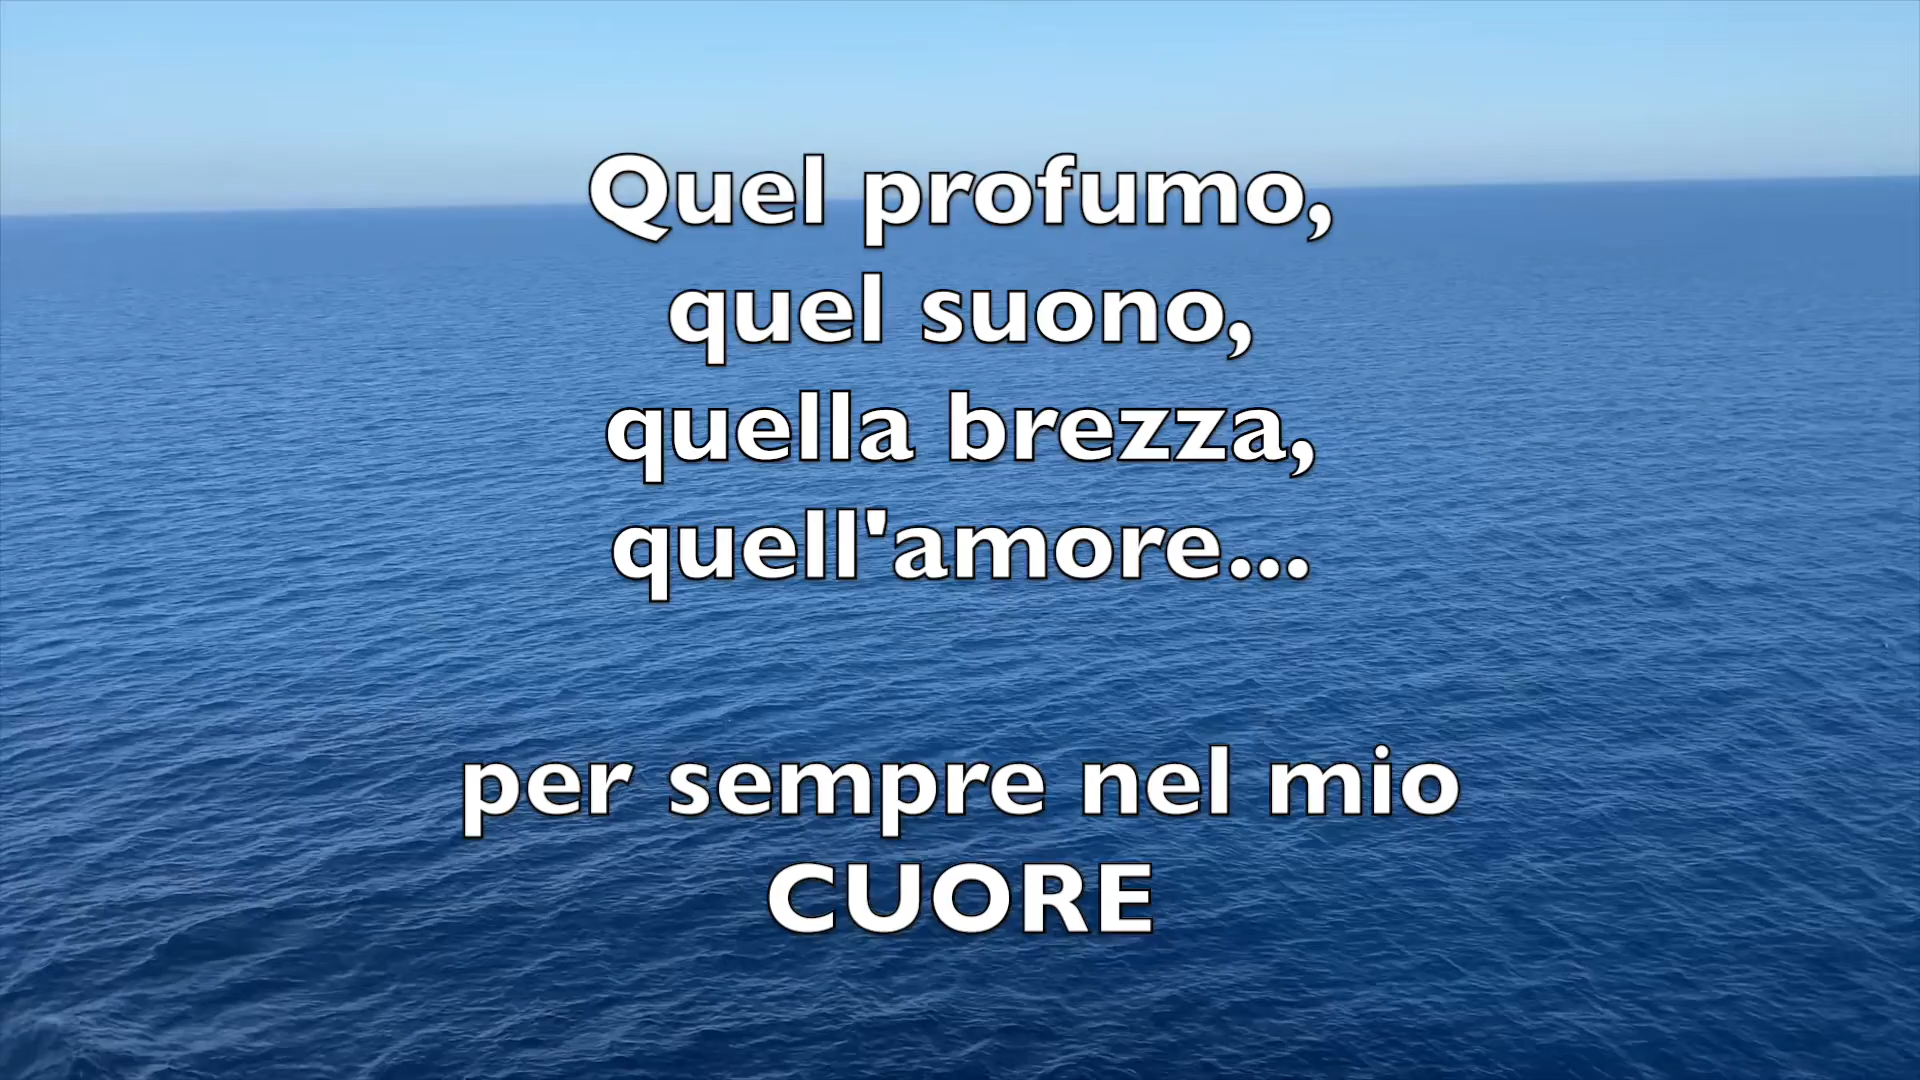 Quel profumo,
quel suono,
quella brezza,
quell'amore...
per sempre nel mio
CUORE